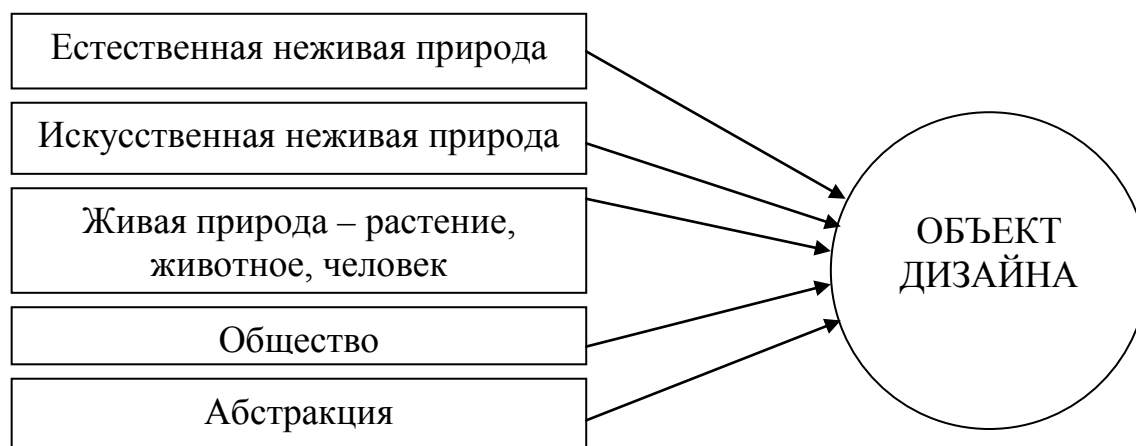 Естественная неживая природа
Искусственная неживая природа
Живая природа – растение,
животное, человек
Общество
Абстракция
ОБЪЕКТ
ДИЗАЙНА